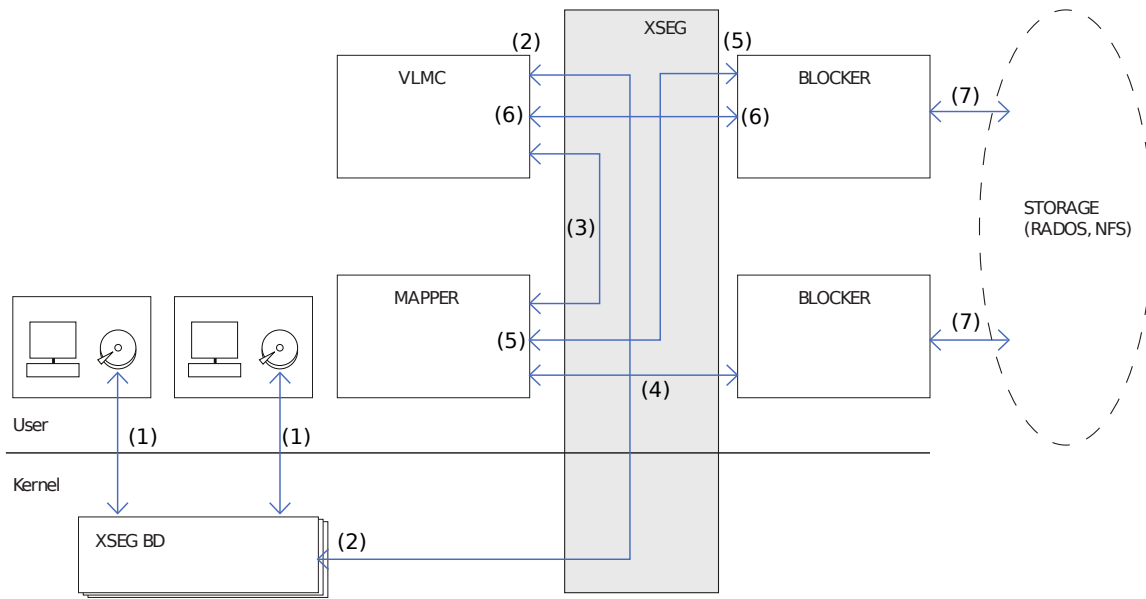 XSEG
(2)
(5)
VLMC
BLOCKER
(7)
(6)
(6)
STORAGE
(RADOS, NFS)
(3)
MAPPER
BLOCKER
(7)
(5)
(4)
User
(1)
(1)
Kernel
XSEG BD
(2)